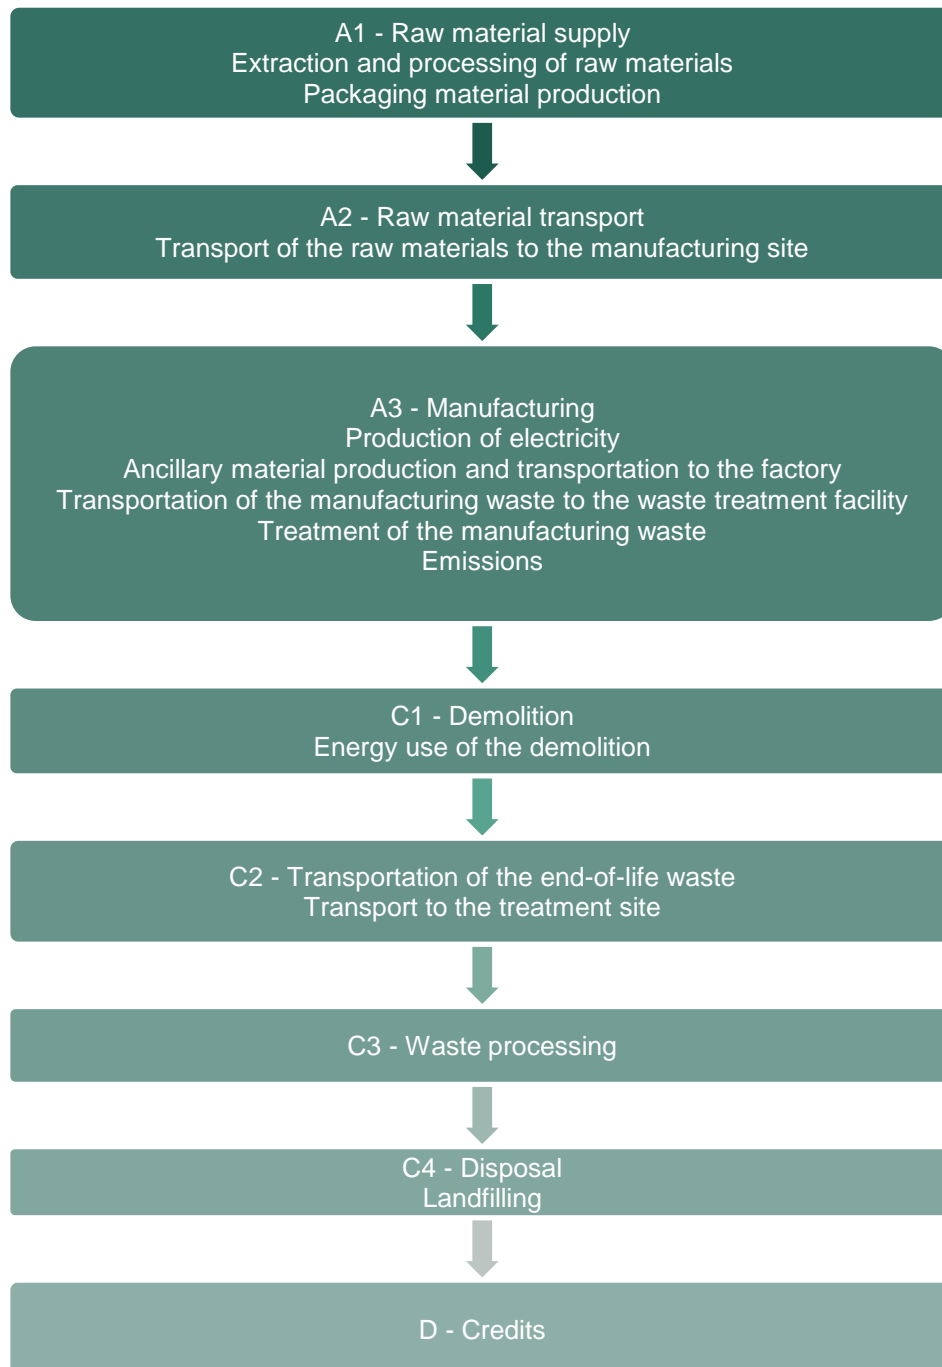 A1 - Raw material supply
Extraction and processing of raw materials
Packaging material production
A2 - Raw material transport
Transport of the raw materials to the manufacturing site
A3 - Manufacturing
Production of electricity
Ancillary material production and transportation to the factory
Transportation of the manufacturing waste to the waste treatment facility
Treatment of the manufacturing waste
Emissions
C1 - Demolition
Energy use of the demolition
C2 - Transportation of the end-of-life waste
Transport to the treatment site
C3 - Waste processing
C4 - Disposal
Landfilling
D - Credits